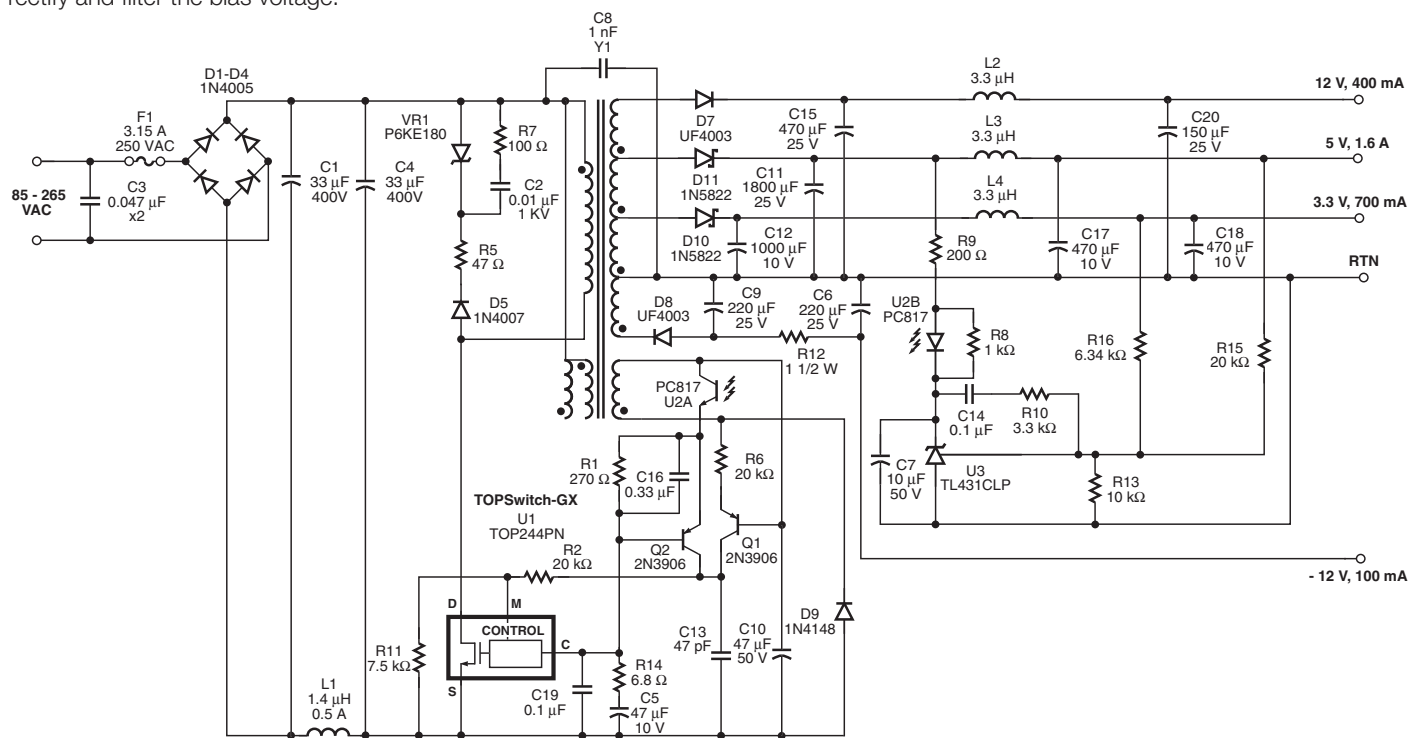 rectify and filter the bias voltage.
C8
1 nF
Y1
D1-D4
1N4005
F1
3.15 A
250 VAC
85 - 265
VAC
C3
0.047 µF
x2
C1
33 µF
400V
C4
33 µF
400V
VR1
P6KE180
R7
100 Ω
C2
0.01 µF
1 KV
R5
47 Ω
D5
1N4007
D7
UF4003
C15
470 µF
25 V
L2
3.3 µH
12 V, 400 mA
L3
3.3 µH
C20
150 µF
25 V
5 V, 1.6 A
D11
1N5822
C11
1800 µF
25 V
L4
3.3 µH
3.3 V, 700 mA
D10
1N5822
C12
1000 µF
10 V
R9
200 Ω
C17
470 µF
10 V
C18
470 µF
10 V
RTN
D8
UF4003
C9
220 µF
25 V
C6
220 µF
25 V
R12
1 1/2 W
U2B
PC817
R8
1 kΩ
R16
6.34 kΩ
R15
20 kΩ
PC817
U2A
C14
0.1 µF
R10
3.3 kΩ
C7
10 µF
50 V
U3
TL431CLP
R13
10 kΩ
R1
270 Ω
C16
0.33 µF
R6
20 kΩ
TOPSwitch-GX
U1
TOP244PN
R2
20 kΩ
Q2
2N3906
Q1
2N3906
- 12 V, 100 mA
D
M
CONTROL
C
S
R11
7.5 kΩ
L1
1.4 µH
0.5 A
C19
0.1 µF
R14
6.8 Ω
C5
47 µF
10 V
C13
47 pF
C10
47 µF
50 V
D9
1N4148